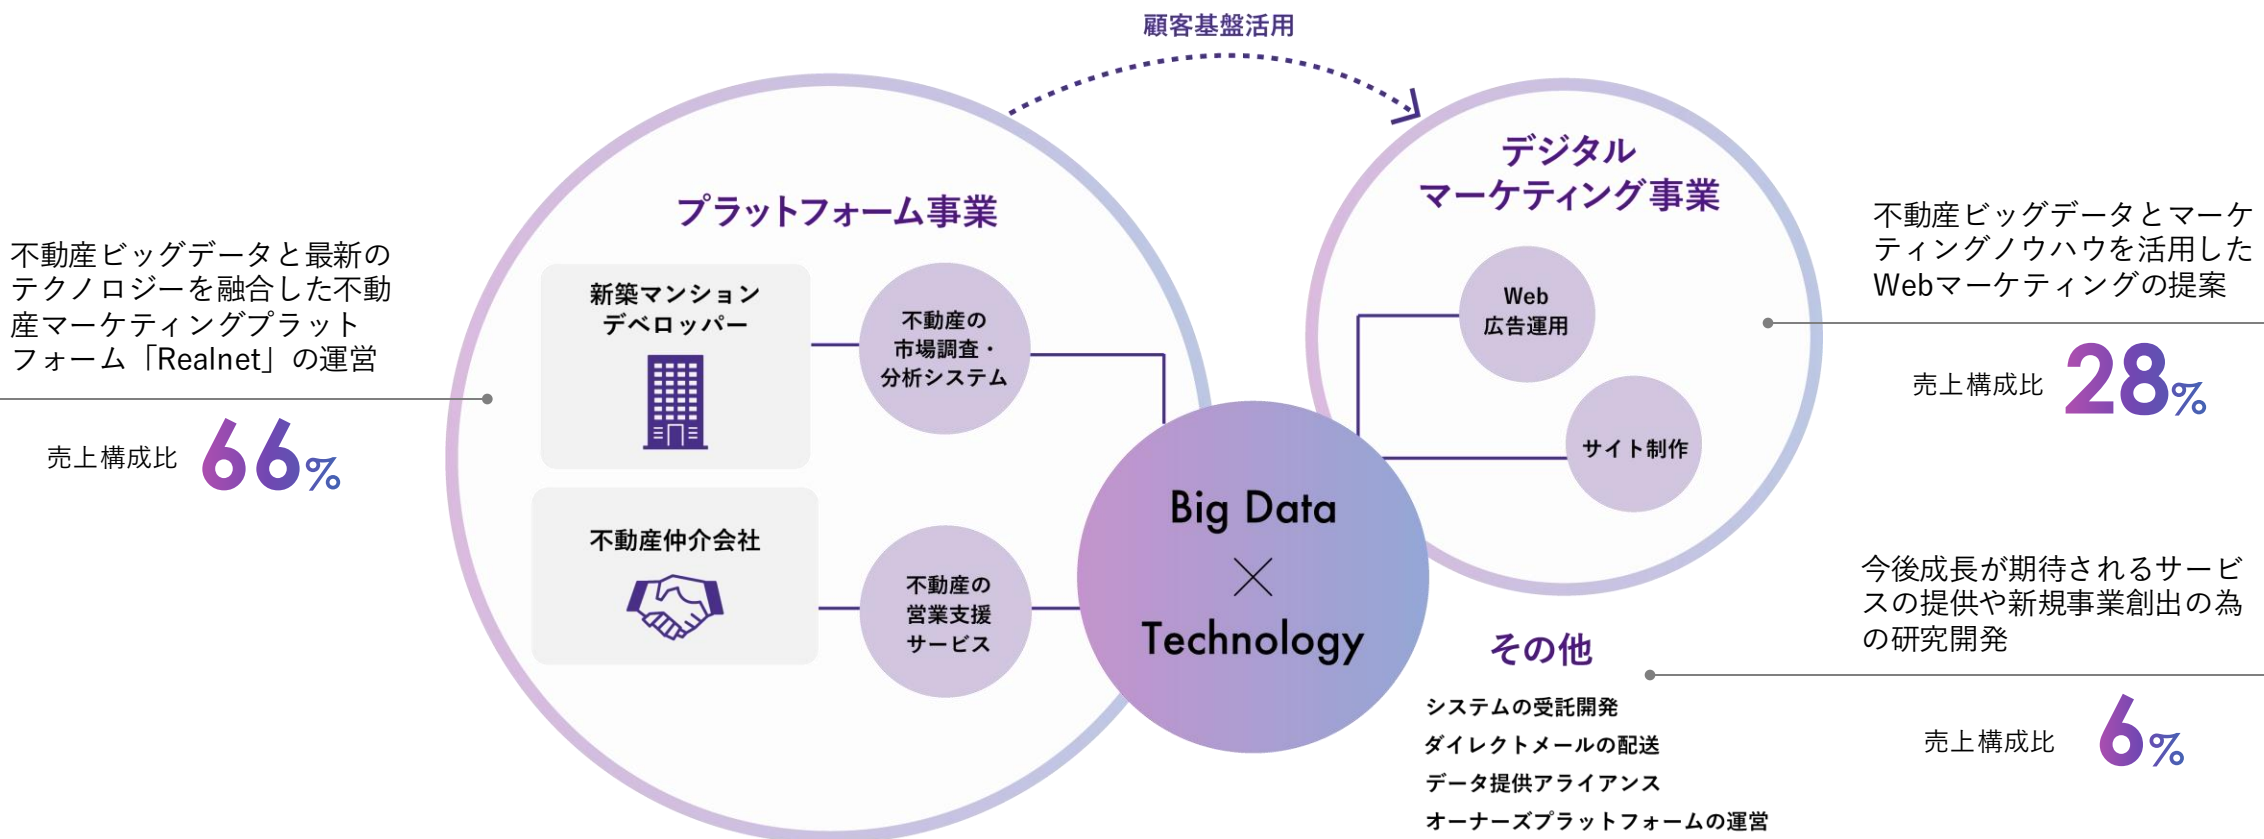 顧客基盤活用
不動産ビッグデータと最新の
テクノロジーを融合した不動
産マーケティングプラット
フォーム「Realnet」の運営
売上構成比 66%
プラットフォーム事業
新築マンション
デベロッパー
不動産の
市場調査・
分析システム
不動産仲介会社
不動産の
営業支援
サービス
Big Data
×
Technology
デジタル
マーケティング事業
Web
広告運用
サイト制作
不動産ビッグデータとマーケ
ティングノウハウを活用した
Webマーケティングの提案
売上構成比 28%
その他
システムの受託開発
ダイレクトメールの配送
データ提供アライアンス
オーナーズプラットフォームの運営
今後成長が期待されるサービ
スの提供や新規事業創出の為
の研究開発
売上構成比 6%